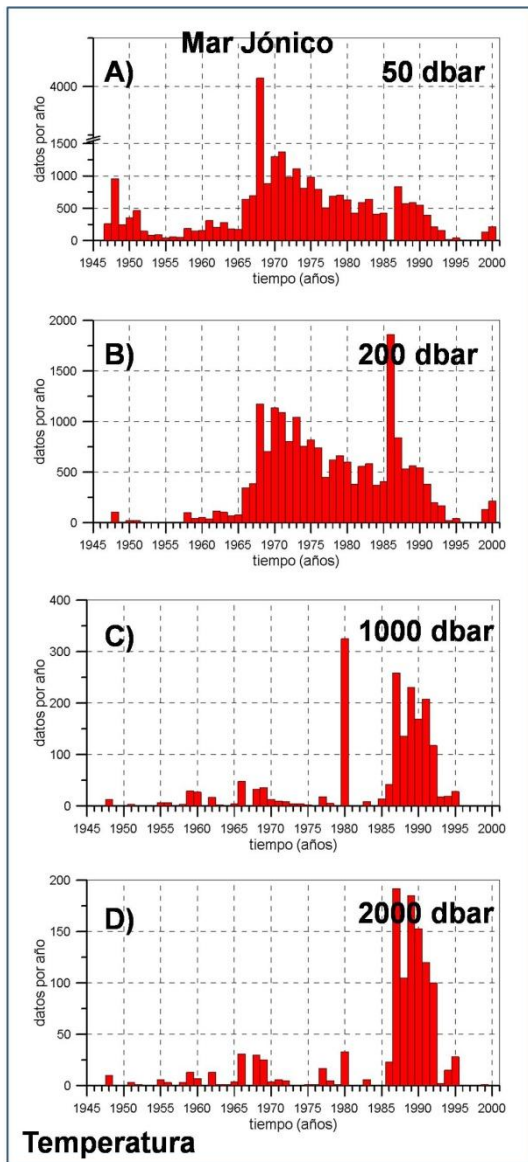 Mar Jónico
A) 50 dbar
4000
1500
1000
500
0
datos por año
1945 1950 1955 1960 1965 1970 1975 1980 1985 1990 1995 2000
tiempo (años)
B) 200 dbar
2000
1500
1000
500
0
datos por año
1945 1950 1955 1960 1965 1970 1975 1980 1985 1990 1995 2000
tiempo (años)
C) 1000 dbar
400
300
200
100
0
datos por año
1945 1950 1955 1960 1965 1970 1975 1980 1985 1990 1995 2000
tiempo (años)
D) 2000 dbar
200
150
100
50
0
datos por año
1945 1950 1955 1960 1965 1970 1975 1980 1985 1990 1995 2000
tiempo (años)
Temperatura